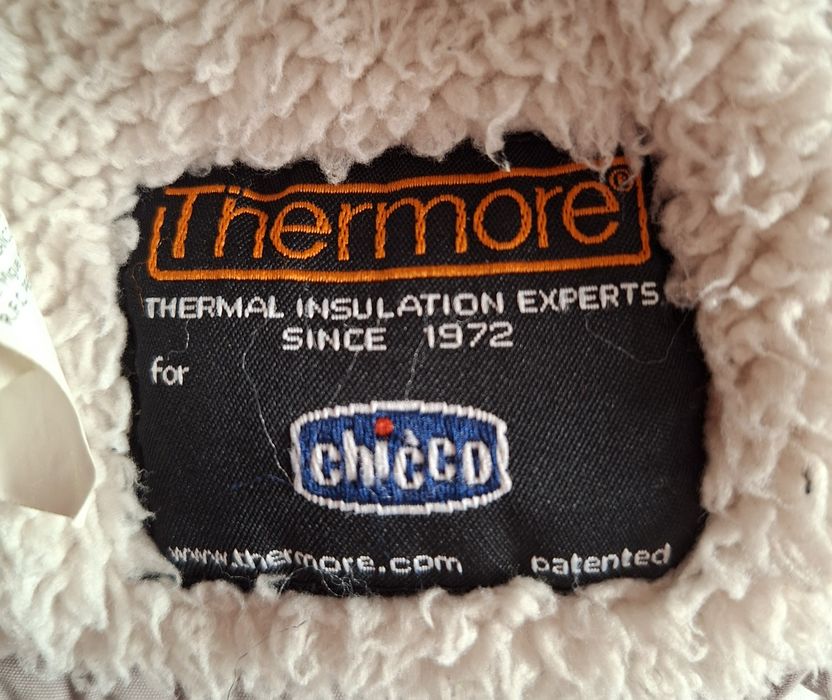 Thermore®
THERMAL INSULATION EXPERTS
SINCE 1972
for
chicco
www.thermore.com patented